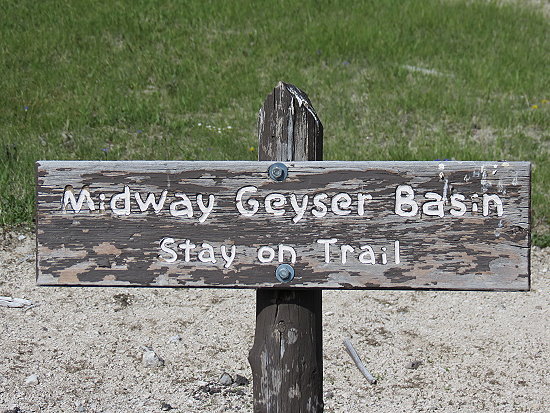 Midway Geyser Basin
Stay on Trail